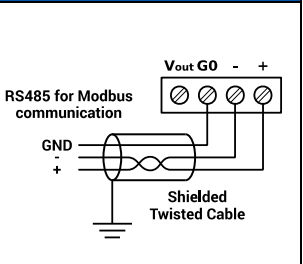 Vout G0 - +
RS485 for Modbus
communication
GND
-
+
Shielded
Twisted Cable